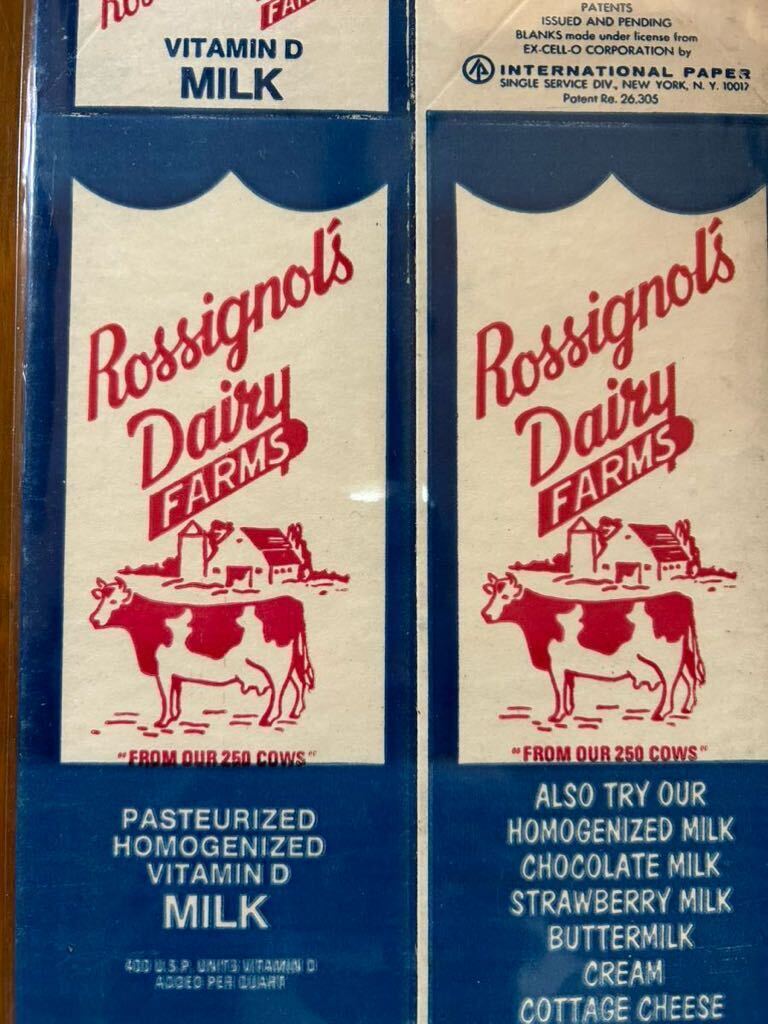 VITAMIN D
MILK
Rossignol's
Dairy
FARMS
"FROM OUR 250 COWS"
PASTEURIZED
HOMOGENIZED
VITAMIN D
MILK
400 U.S.P. UNITS VITAMIN D
ADDED PER QUART
PATENTS
ISSUED AND PENDING
BLANKS made under license from
EX-CELL-O CORPORATION by
INTERNATIONAL PAPER
SINGLE SERVICE DIV., NEW YORK, N. Y. 10017
Patent Re. 26,305
Rossignol's
Dairy
FARMS
"FROM OUR 250 COWS"
ALSO TRY OUR
HOMOGENIZED MILK
CHOCOLATE MILK
STRAWBERRY MILK
BUTTERMILK
CREAM
COTTAGE CHEESE